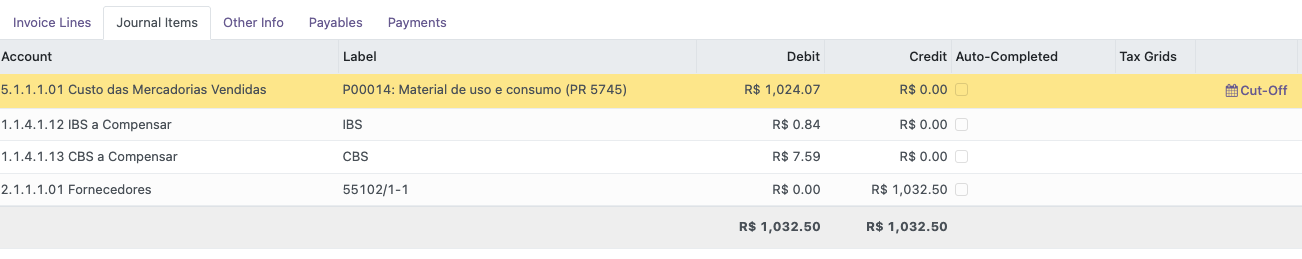 Invoice Lines Journal Items Other Info Payables Payments
Account Label Debit Credit Auto-Completed Tax Grids
5.1.1.1.01 Custo das Mercadorias Vendidas P00014: Material de uso e consumo (PR 5745) R$ 1,024.07 R$ 0.00 Cut-Off
1.1.4.1.12 IBS a Compensar IBS R$ 0.84 R$ 0.00
1.1.4.1.13 CBS a Compensar CBS R$ 7.59 R$ 0.00
2.1.1.1.01 Fornecedores 55102/1-1 R$ 0.00 R$ 1,032.50
R$ 1,032.50 R$ 1,032.50